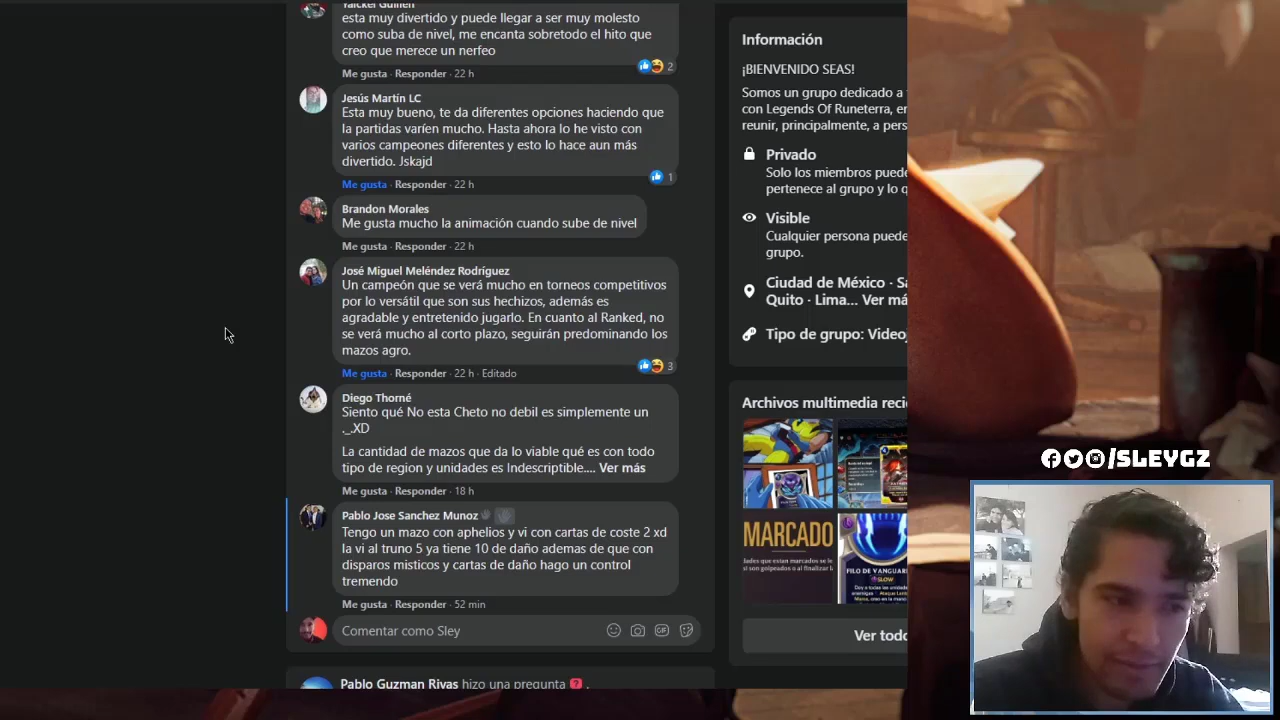 Yaickel Guillen
esta muy divertido y puede llegar a ser muy molesto
como suba de nivel, me encanta sobretodo el hito que
creo que merece un nerfeo
2
Me gusta · Responder · 22 h
Jesús Martín LC
Esta muy bueno, te da diferentes opciones haciendo que
la partidas varíen mucho. Hasta ahora lo he visto con
varios campeones diferentes y esto lo hace aun más
divertido. Jskajd
1
Me gusta · Responder · 22 h
Brandon Morales
Me gusta mucho la animación cuando sube de nivel
Me gusta · Responder · 22 h
José Miguel Meléndez Rodríguez
Un campeón que se verá mucho en torneos competitivos
por lo versátil que son sus hechizos, además es
agradable y entretenido jugarlo. En cuanto al Ranked, no
se verá mucho al corto plazo, seguirán predominando los
mazos agro.
3
Me gusta · Responder · 22 h · Editado
Diego Thorné
Siento qué No esta Cheto no debil es simplemente un
._.XD
La cantidad de mazos que da lo viable qué es con todo
tipo de region y unidades es Indescriptible.... Ver más
Me gusta · Responder · 18 h
Pablo Jose Sanchez Munoz
Tengo un mazo con aphelios y vi con cartas de coste 2 xd
la vi al truno 5 ya tiene 10 de daño ademas de que con
disparos misticos y cartas de daño hago un control
tremendo
Me gusta · Responder · 52 min
Comentar como Sley
GIF
Pablo Guzman Rivas hizo una pregunta ? .
Información
¡BIENVENIDO SEAS!
Somos un grupo dedicado a
con Legends Of Runeterra, en
reunir, principalmente, a pers
Privado
Solo los miembros puede
pertenece al grupo y lo q
Visible
Cualquier persona puede
grupo.
Ciudad de México · Sa
Quito · Lima... Ver má
Tipo de grupo: Videoj
Archivos multimedia reci
MARCADO
FILO DE VANGUAR
SLOW
Ver todo
/SLEYGZ